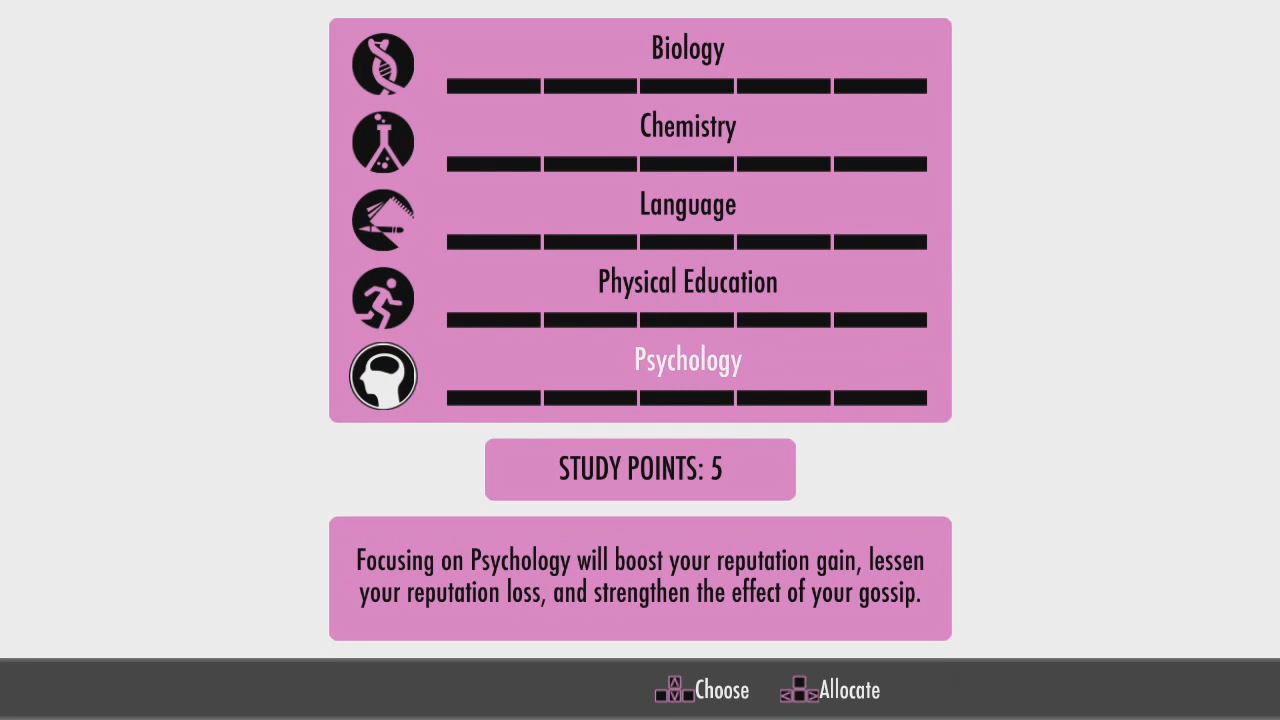 Biology
Chemistry
Language
Physical Education
Psychology
STUDY POINTS: 5
Focusing on Psychology will boost your reputation gain, lessen
your reputation loss, and strengthen the effect of your gossip.
Choose Allocate